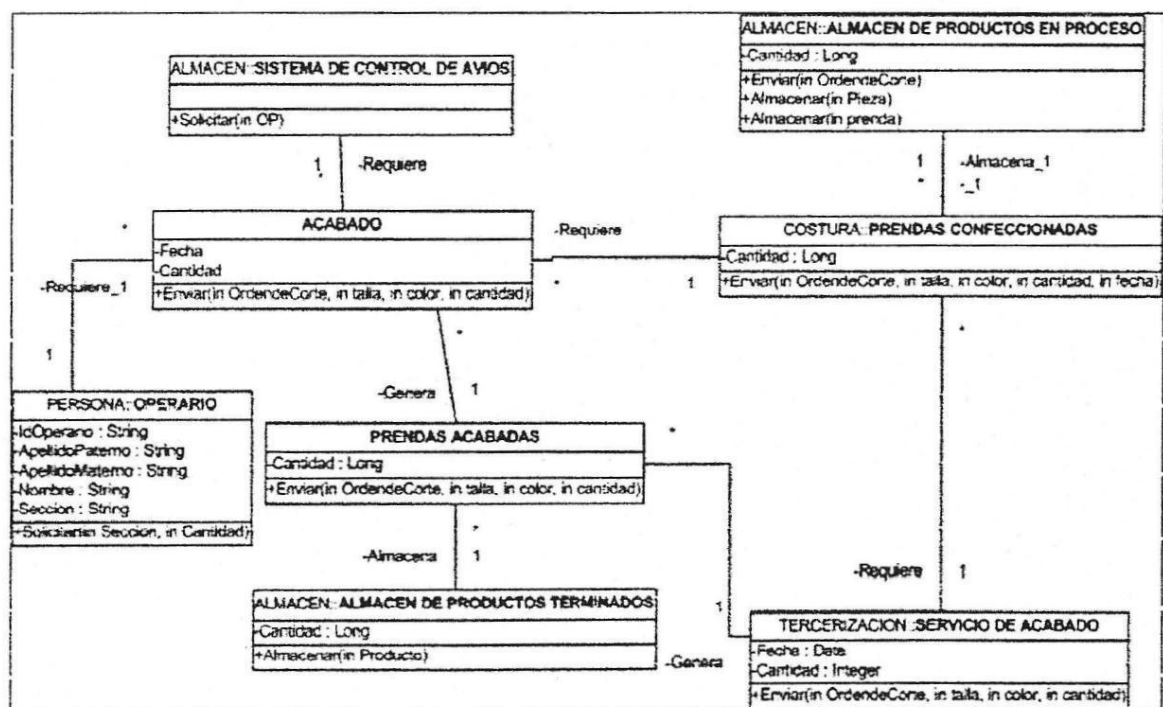 ALMACEN::SISTEMA DE CONTROL DE AVIOS
+Solicitar(in OP)
ALMACEN::ALMACEN DE PRODUCTOS EN PROCESO
-Cantidad : Long
+Enviar(in OrdendeCorte)
+Almacenar(in Pieza)
+Almacenar(in prenda)
1
-Requiere
*
1
-Almacena_1
*
-_1
ACABADO
-Fecha
-Cantidad
+Enviar(in OrdendeCorte, in talla, in color, in cantidad)
-Requiere
*
1
COSTURA::PRENDAS CONFECCIONADAS
-Cantidad : Long
+Enviar(in OrdendeCorte, in talla, in color, in cantidad, in fecha)
*
-Requiere_1
1
*
-Genera
1
*
PERSONA::OPERARIO
-IdOperario : String
-ApellidoPaterno : String
-ApellidoMaterno : String
-Nombre : String
-Seccion : String
+Solicitar(in Seccion, in Cantidad)
PRENDAS ACABADAS
-Cantidad : Long
+Enviar(in OrdendeCorte, in talla, in color, in cantidad)
*
*
-Almacena
1
-Requiere
1
ALMACEN::ALMACEN DE PRODUCTOS TERMINADOS
-Cantidad : Long
+Almacenar(in Producto)
1
-Genera
TERCERIZACION::SERVICIO DE ACABADO
-Fecha : Date
-Cantidad : Integer
+Enviar(in OrdendeCorte, in talla, in color, in cantidad)